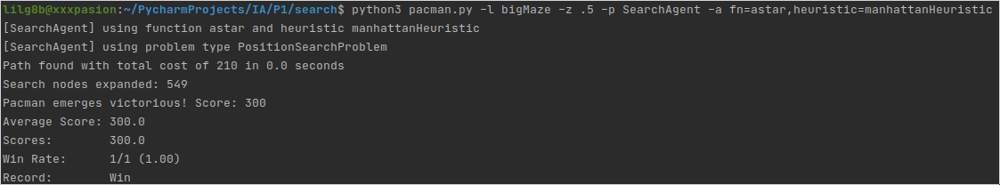 lilg8b@xxxpasion:~/PycharmProjects/IA/P1/search$ python3 pacman.py -l bigMaze -z .5 -p SearchAgent -a fn=astar,heuristic=manhattanHeuristic
[SearchAgent] using function astar and heuristic manhattanHeuristic
[SearchAgent] using problem type PositionSearchProblem
Path found with total cost of 210 in 0.0 seconds
Search nodes expanded: 549
Pacman emerges victorious! Score: 300
Average Score: 300.0
Scores:        300.0
Win Rate:      1/1 (1.00)
Record:        Win